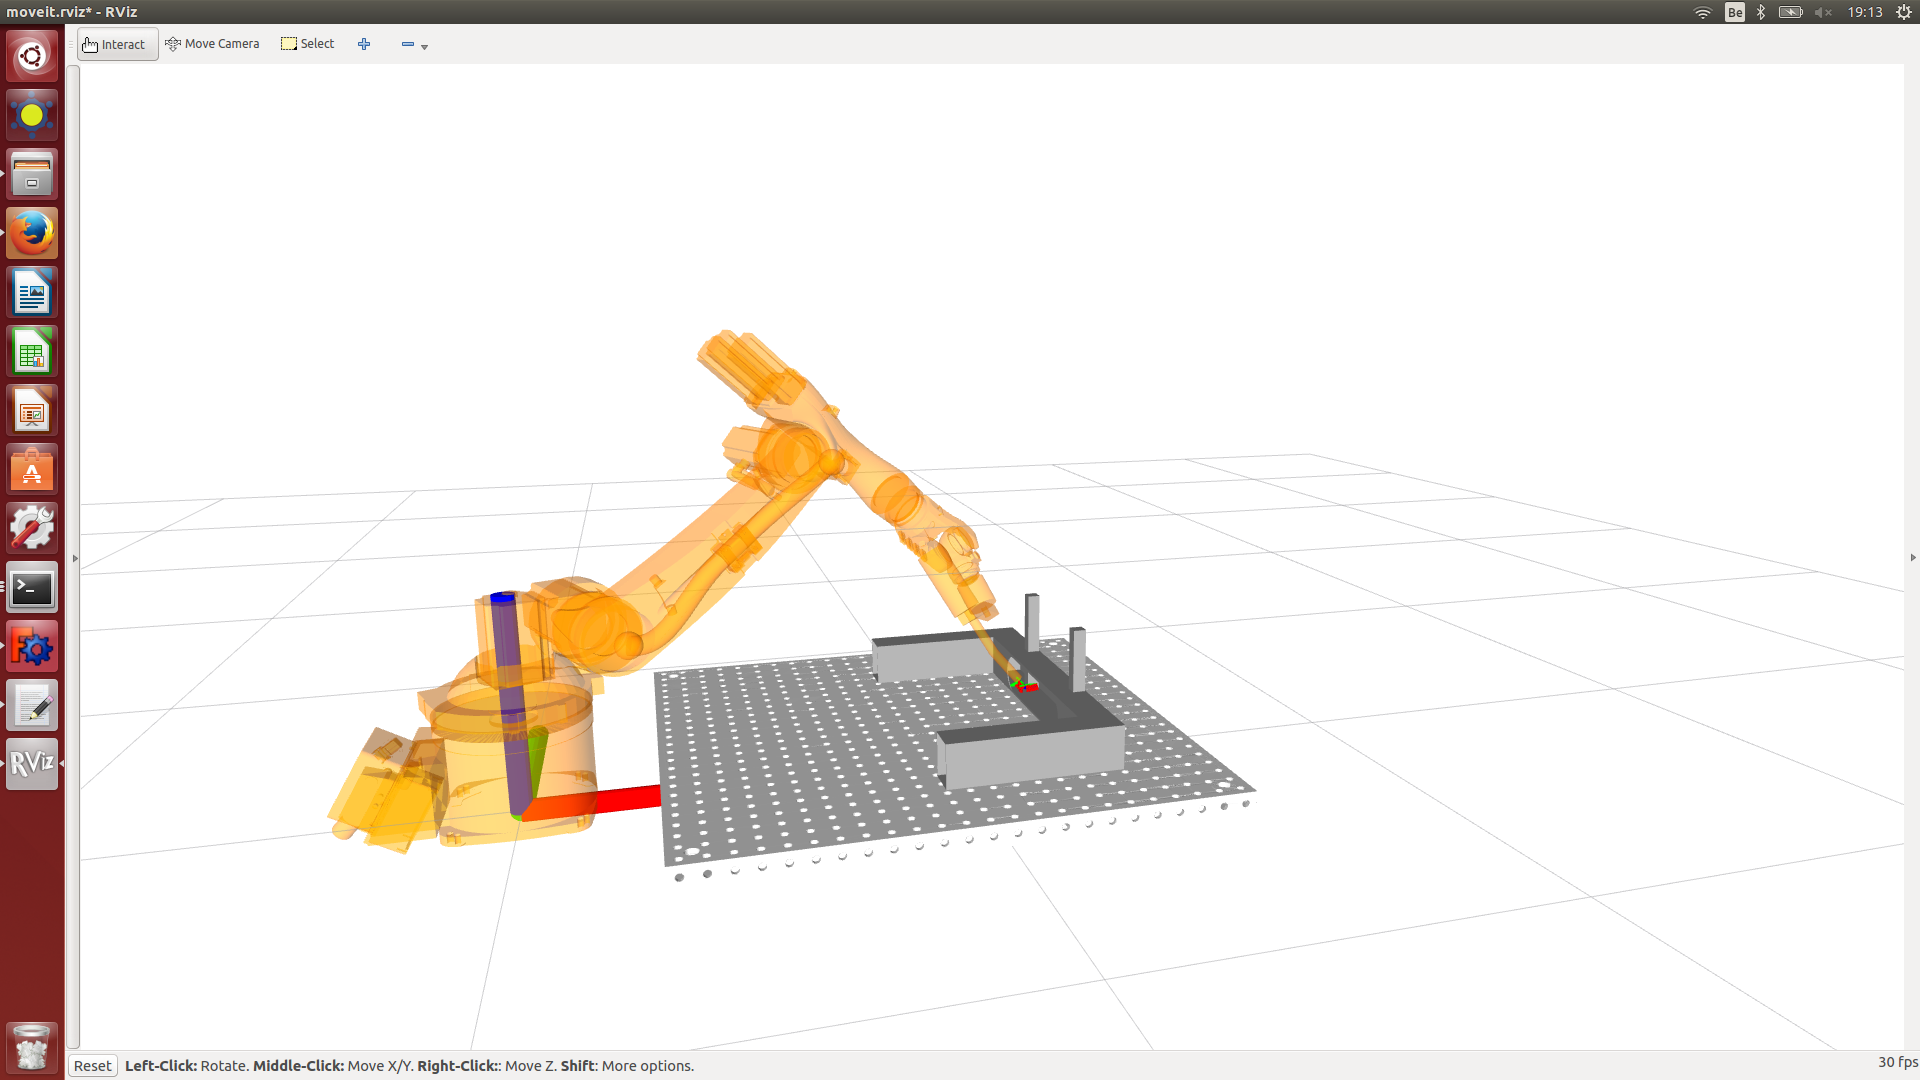 moveit.rviz* - RViz
Be
19:13
Interact
Move Camera
Select
>_
A
RViz
Reset
Left-Click: Rotate. Middle-Click: Move X/Y. Right-Click:: Move Z. Shift: More options.
30 fps